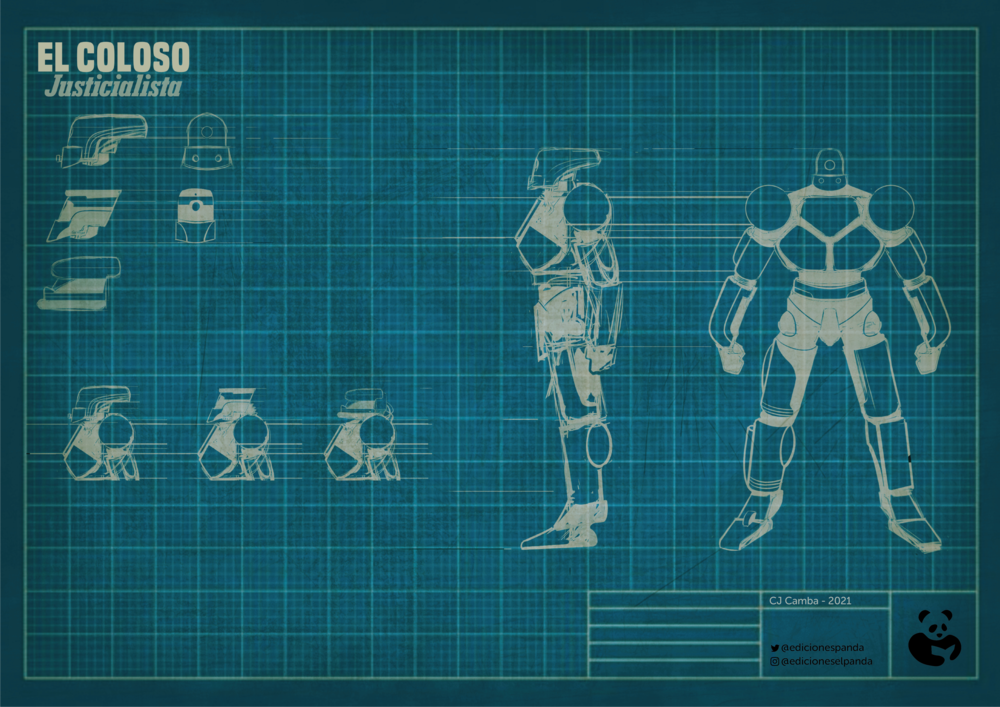 EL COLOSO
Justicialista
CJ Camba - 2021
@edicionespanda
@edicioneselpanda